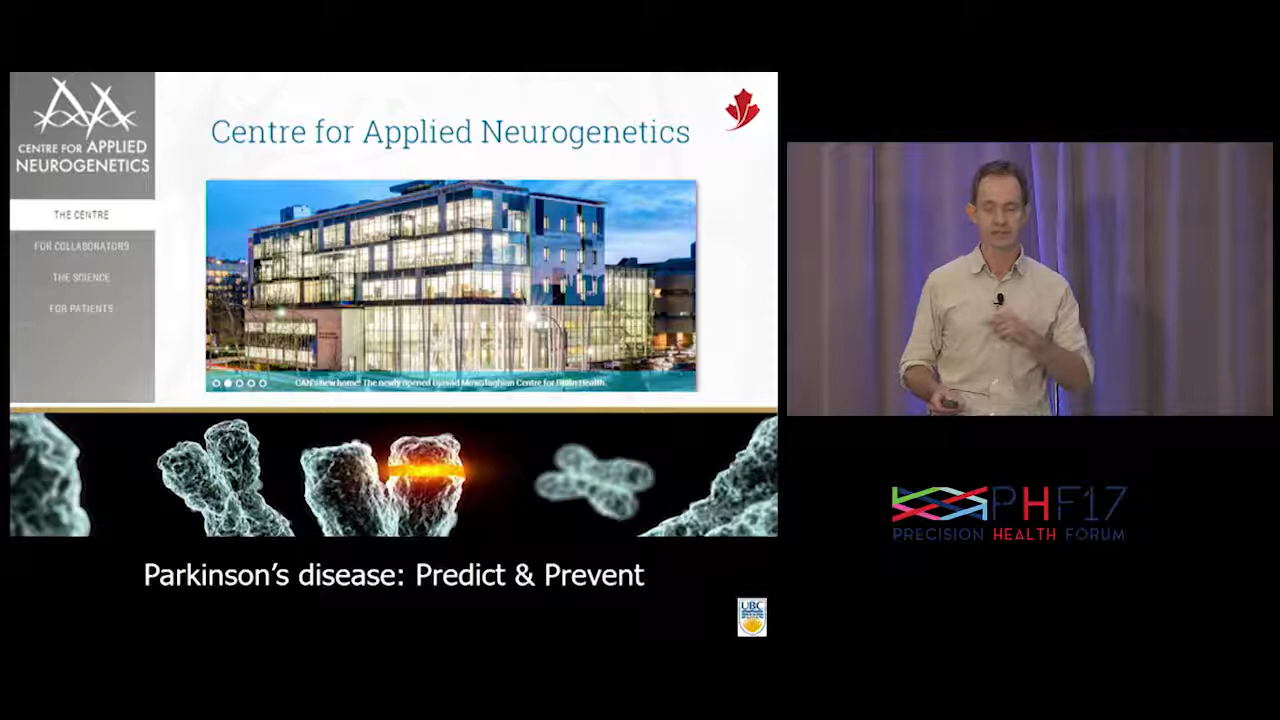 CENTRE FOR APPLIED
NEUROGENETICS
THE CENTRE
FOR COLLABORATORS
THE SCIENCE
FOR PATIENTS
Centre for Applied Neurogenetics
CAN's new home! The newly opened Djavad Mowafaghian Centre for Brain Health.
Parkinson's disease: Predict & Prevent
UBC
PHF17
PRECISION HEALTH FORUM